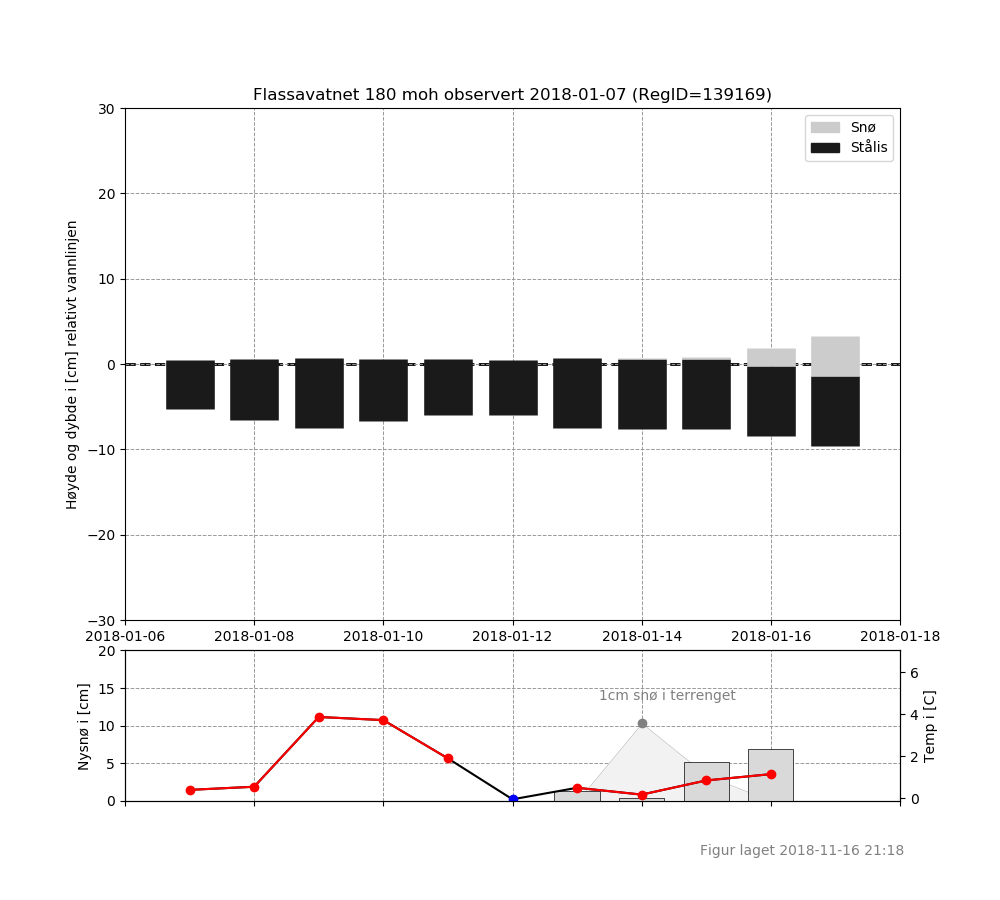 Flassavatnet 180 moh observert 2018-01-07 (RegID=139169)
Høyde og dybde i [cm] relativt vannlinjen
30
20
10
0
−10
−20
−30
Snø
Stålis
2018-01-06 2018-01-08 2018-01-10 2018-01-12 2018-01-14 2018-01-16 2018-01-18
Nysnø i [cm]
20
15
10
5
0
1cm snø i terrenget
6
4
2
0
Temp i [C]
Figur laget 2018-11-16 21:18